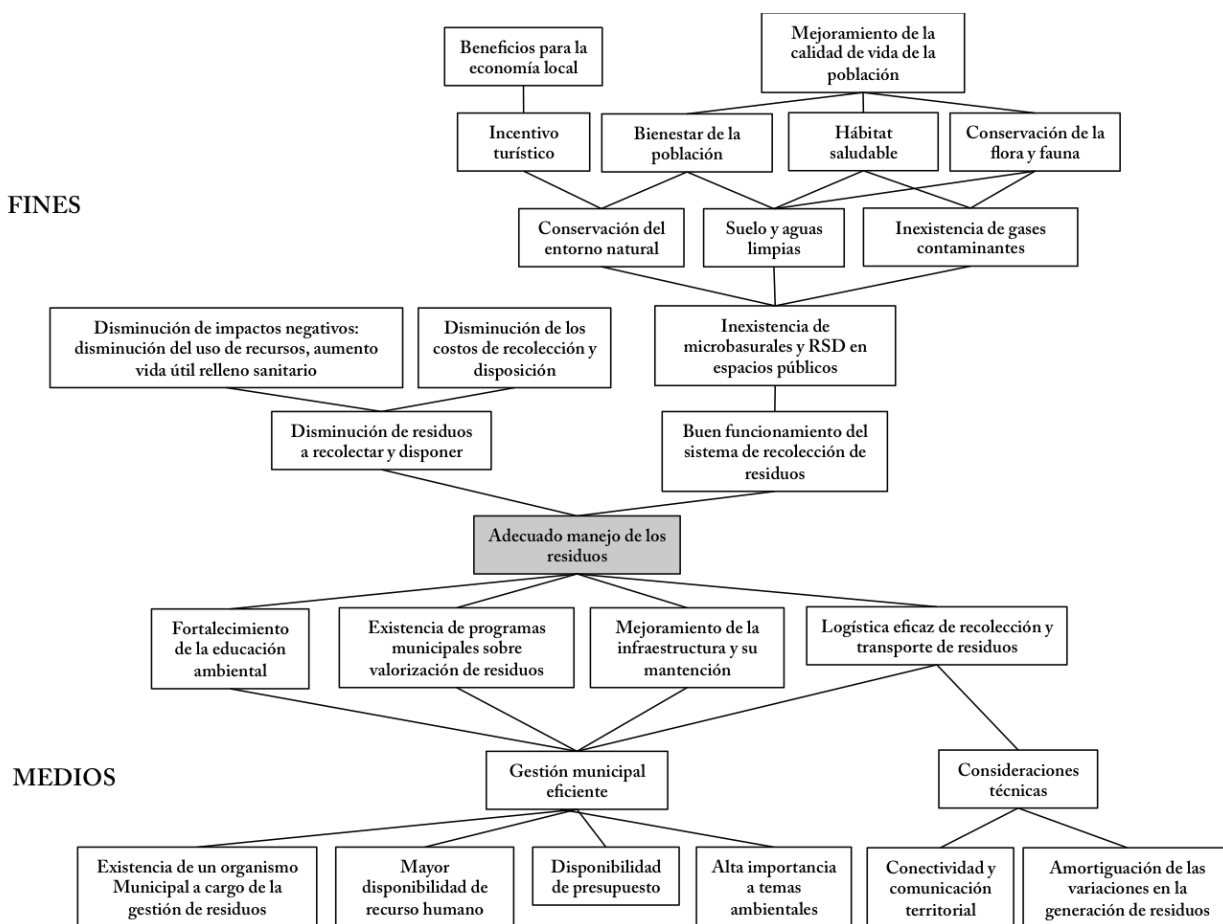 Beneficios para la
economía local
Mejoramiento de la
calidad de vida de la
población
Incentivo
turístico
Bienestar de la
población
Hábitat
saludable
Conservación de la
flora y fauna
FINES
Conservación del
entorno natural
Suelo y aguas
limpias
Inexistencia de gases
contaminantes
Disminución de impactos negativos:
disminución del uso de recursos, aumento
vida útil relleno sanitario
Disminución de los
costos de recolección y
disposición
Inexistencia de
microbasurales y RSD en
espacios públicos
Disminución de residuos
a recolectar y disponer
Buen funcionamiento del
sistema de recolección de
residuos
Adecuado manejo de los
residuos
Fortalecimiento
de la educación
ambiental
Existencia de programas
municipales sobre
valorización de residuos
Mejoramiento de la
infraestructura y su
mantención
Logística eficaz de recolección y
transporte de residuos
MEDIOS
Gestión municipal
eficiente
Consideraciones
técnicas
Existencia de un organismo
Municipal a cargo de la
gestión de residuos
Mayor
disponibilidad de
recurso humano
Disponibilidad
de presupuesto
Alta importancia
a temas
ambientales
Conectividad y
comunicación
territorial
Amortiguación de las
variaciones en la
generación de residuos